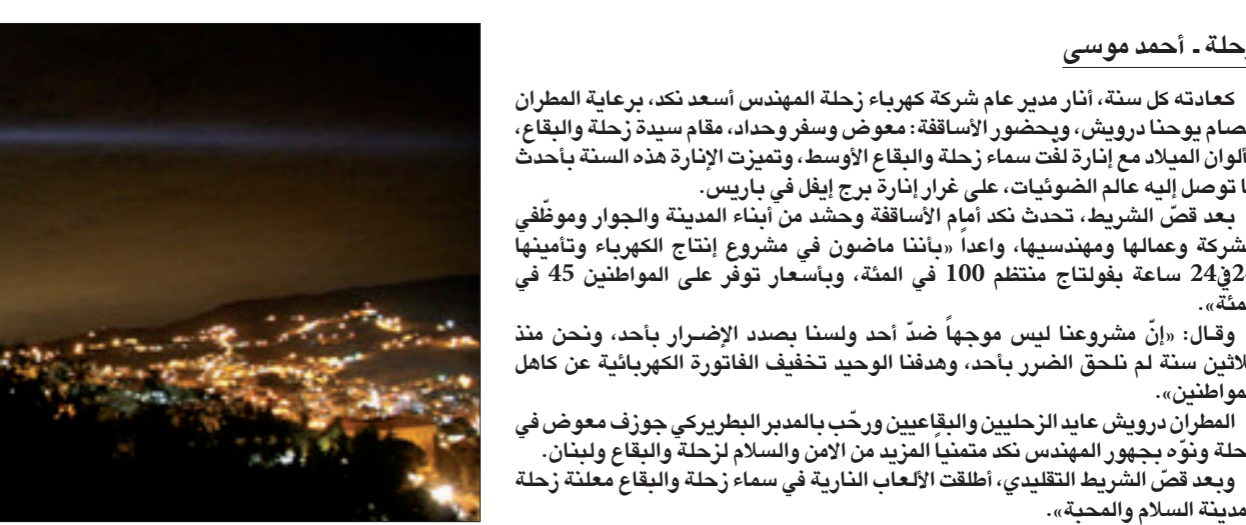 زحلة ـ أحمد موسى
كعادته كل سنة، أنار مدير عام شركة كهرباء زحلة المهندس أسعد نكد، برعاية المطران
عصام يوحنا درويش، وبحضور الأساقفة: معوض وسفر وحداد، مقام سيدة زحلة والبقاع،
بألوان الميلاد مع إنارة لفّت سماء زحلة والبقاع الأوسط، وتميزت الإنارة هذه السنة بأحدث
ما توصل إليه عالم الضوئيات، على غرار إنارة برج إيفل في باريس.
بعد قصّ الشريط، تحدث نكد أمام الأساقفة وحشد من أبناء المدينة والجوار وموظّفي
الشركة وعمالها ومهندسيها، واعداً «بأننا ماضون في مشروع إنتاج الكهرباء وتأمينها
24في24 ساعة بفولتاج منتظم 100 في المئة، وبأسعار توفر على المواطنين 45 في
المئة».
وقـال: «إنّ مشروعنا ليس موجهاً ضدّ أحد ولسنا بصدد الإضـرار بأحد، ونحن منذ
ثلاثين سنة لم نلحق الضرر بأحد، وهدفنا الوحيد تخفيف الفاتورة الكهربائية عن كاهل
المواطنين».
المطران درويش عايد الزحليين والبقاعيين ورحّب بالمدبر البطريركي جوزف معوض في
زحلة ونوّه بجهور المهندس نكد متمنياً المزيد من الامن والسلام لزحلة والبقاع ولبنان.
وبعد قصّ الشريط التقليدي، أطلقت الألعاب النارية في سماء زحلة والبقاع معلنة زحلة
«مدينة السلام والمحبة».